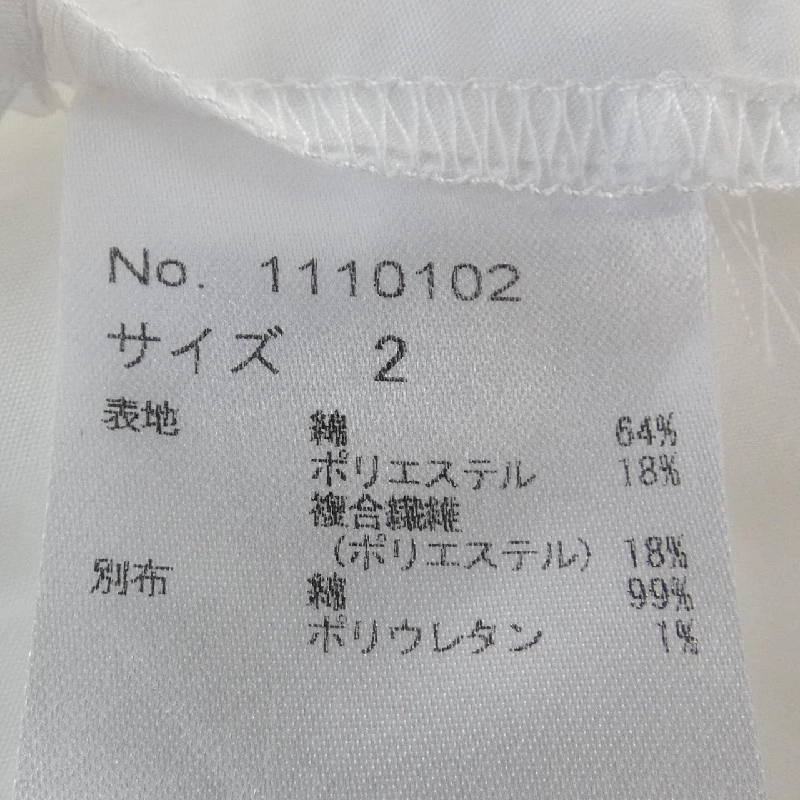 No. 1110102
サイズ 2
表地 綿 64%
ポリエステル 18%
複合繊維
(ポリエステル) 18%
別布 綿 99%
ポリウレタン 1%